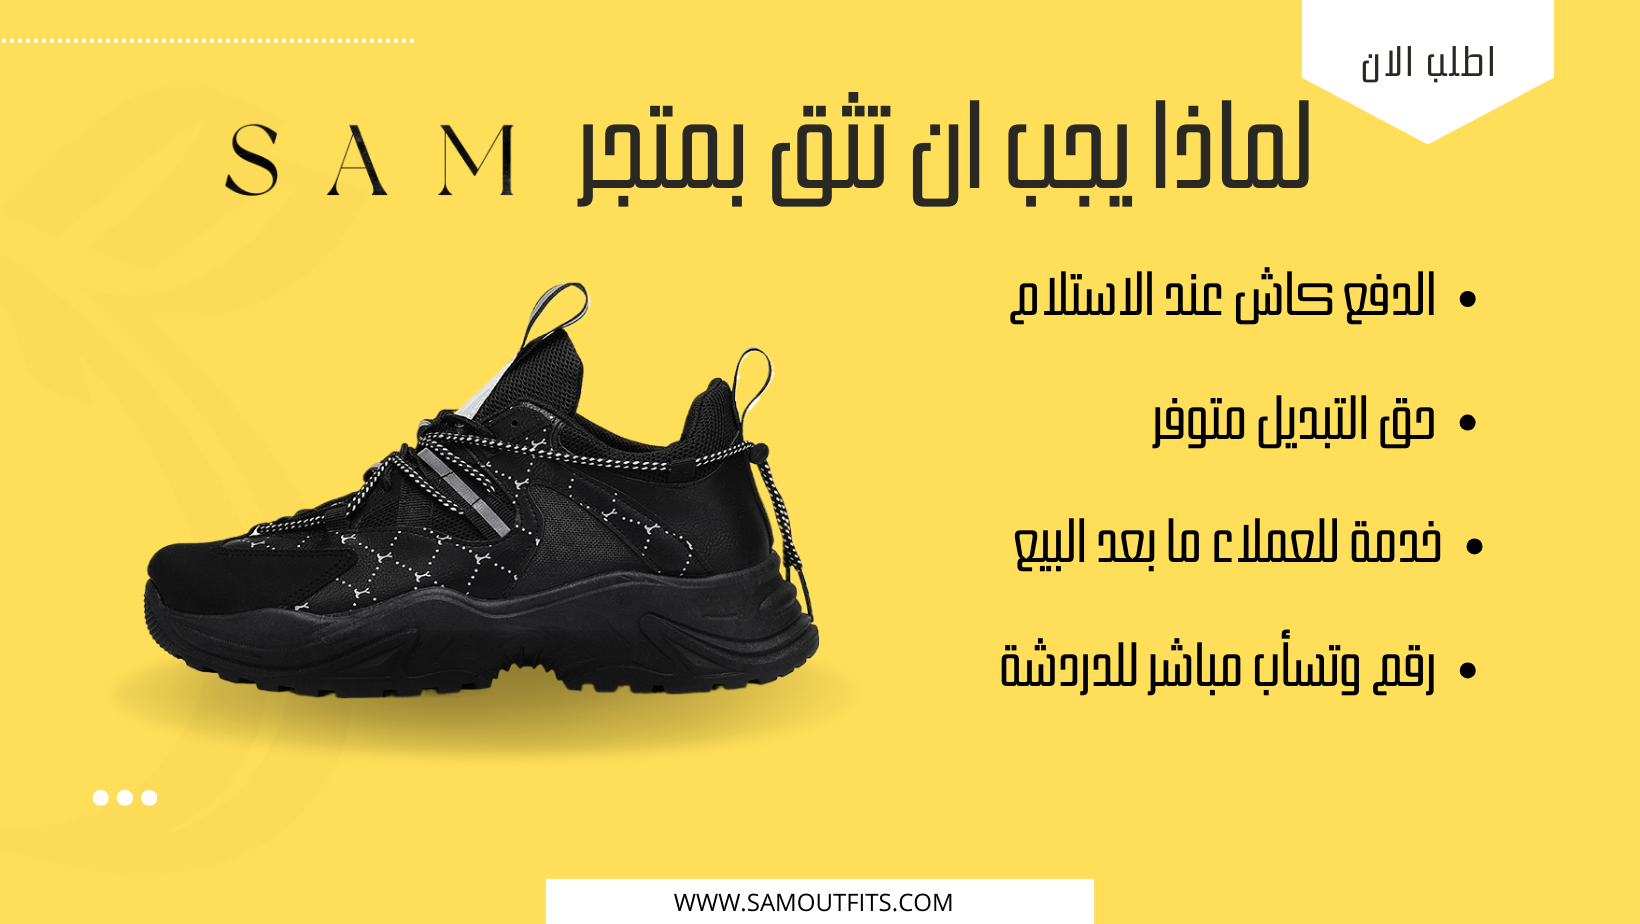 اطلب الان
لماذا يجب ان تثق بمتجر SAM
• الدفع كاش عند الاستلام
• حق التبديل متوفر
• خدمة للعملاء ما بعد البيع
• رقم وتسأب مباشر للدردشة
WWW.SAMOUTFITS.COM